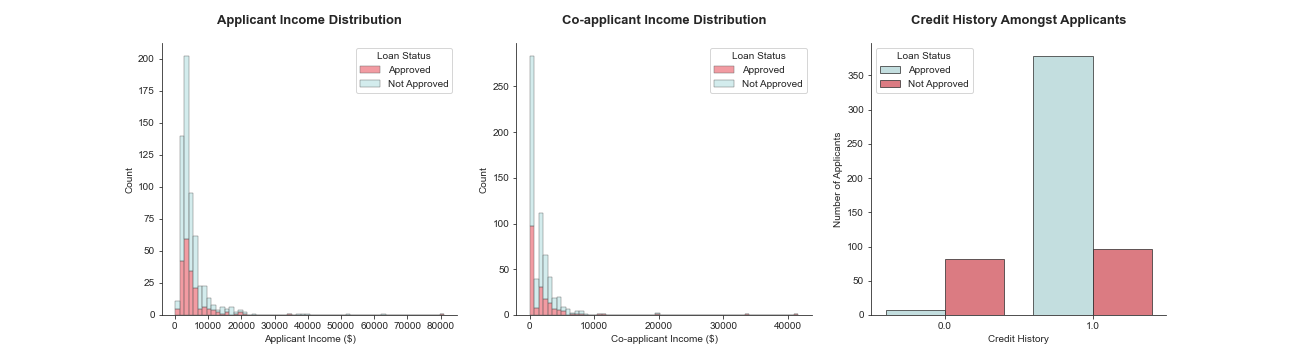 Applicant Income Distribution
Loan Status
Approved
Not Approved
200
175
150
125
100
75
50
25
0
Count
0 10000 20000 30000 40000 50000 60000 70000 80000
Applicant Income ($)
Co-applicant Income Distribution
Loan Status
Approved
Not Approved
250
200
150
100
50
0
Count
0 10000 20000 30000 40000
Co-applicant Income ($)
Credit History Amongst Applicants
Loan Status
Approved
Not Approved
350
300
250
200
150
100
50
0
Number of Applicants
0.0 1.0
Credit History